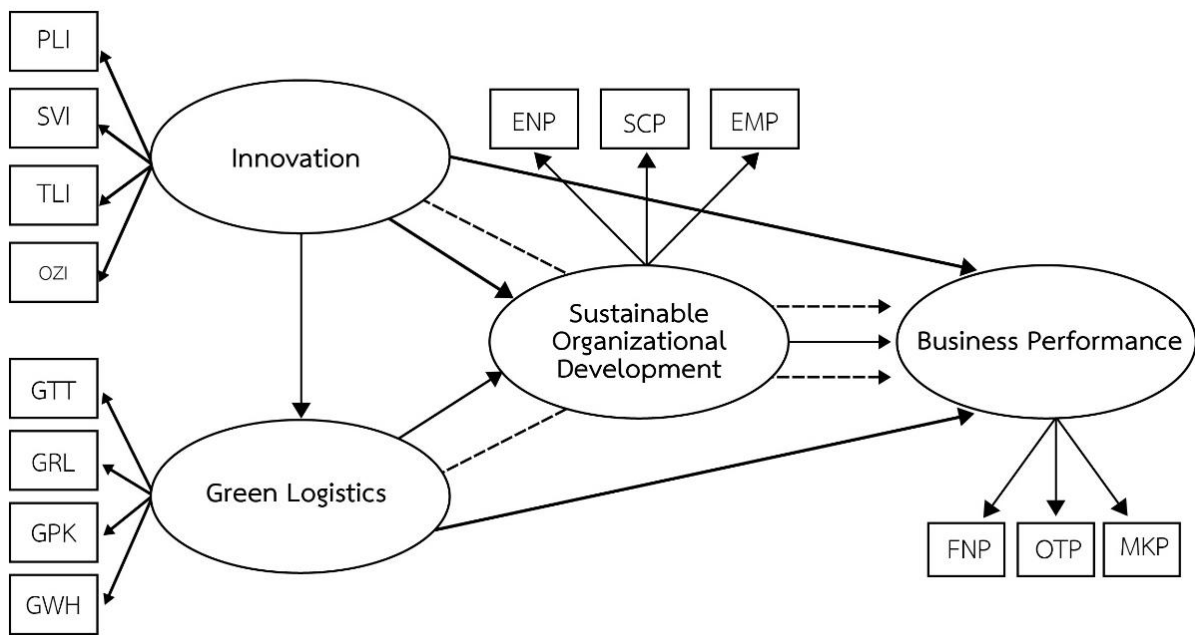 PLI
SVI
TLI
OZI
Innovation
ENP
SCP
EMP
Sustainable
Organizational
Development
Business Performance
GTT
GRL
GPK
GWH
Green Logistics
FNP
OTP
MKP